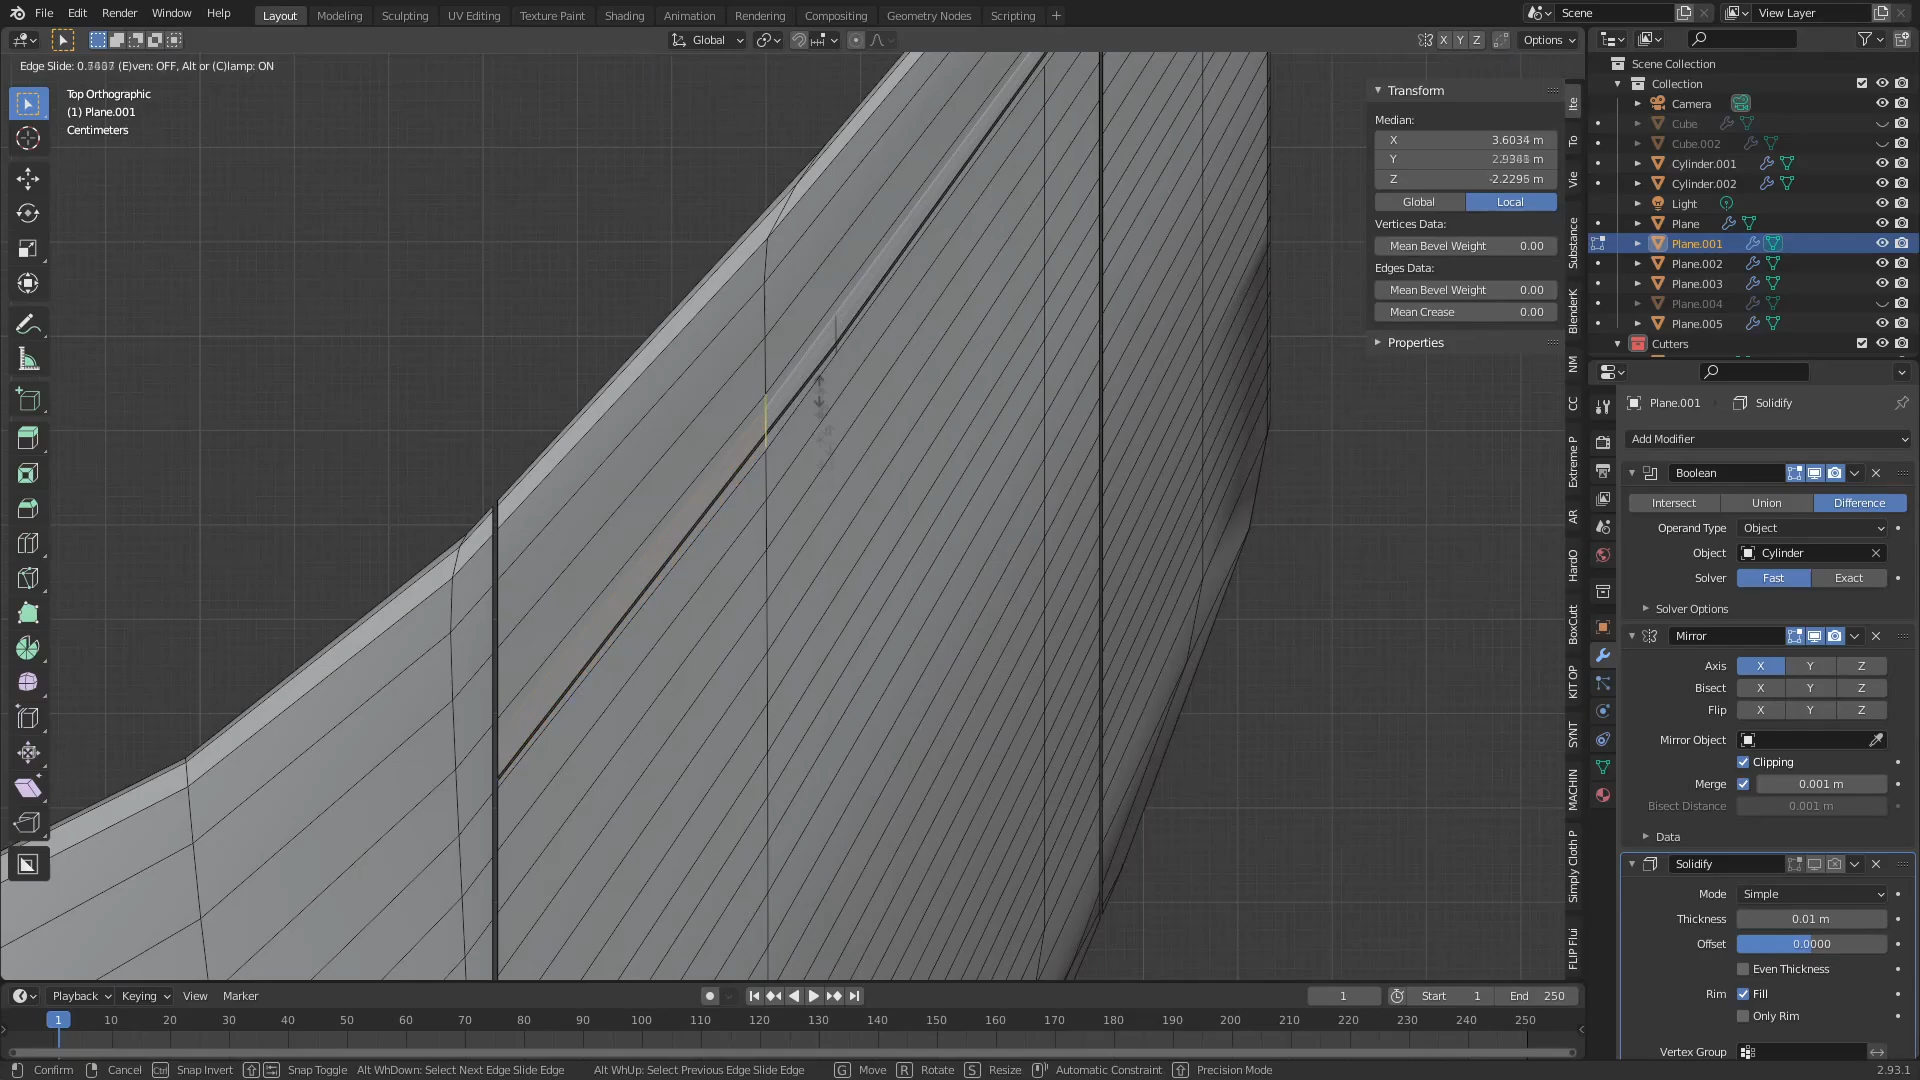 File Edit Render Window Help Layout Modeling Sculpting UV Editing Texture Paint Shading Animation Rendering Compositing Geometry Nodes Scripting + Scene View Layer
Global X Y Z Options
(E)ven: OFF, Alt or (C)lamp: ON
Edge Slide:
Top Orthographic
(1) Plane.001
Centimeters
Transform
Median:
X 3.6034 m
Y
Z -2.2295 m
Global Local
Vertices Data:
Mean Bevel Weight 0.00
Edges Data:
Mean Bevel Weight 0.00
Mean Crease 0.00
Properties
Ite
To
Vie
Substance
BlenderK
NM
CC
Extreme P
AR
HardO
BoxCutt
KIT OP
SYNT
MACHIN
Simply Cloth P
FLIP Flui
Scene Collection
Collection
Camera
Cube
Cube.002
Cylinder.001
Cylinder.002
Light
Plane
Plane.001
Plane.002
Plane.003
Plane.004
Plane.005
Cutters
Plane.001 Solidify
Add Modifier
Boolean
Intersect Union Difference
Operand Type Object
Object Cylinder
Solver Fast Exact
Solver Options
Mirror
Axis X Y Z
Bisect X Y Z
Flip X Y Z
Mirror Object
Clipping
Merge 0.001 m
Bisect Distance 0.001 m
Data
Solidify
Mode Simple
Thickness 0.01 m
Offset 0.0000
Even Thickness
Rim Fill
Only Rim
Vertex Group
Playback Keying View Marker 1 Start 1 End 250
1 10 20 30 40 50 60 70 80 90 100 110 120 130 140 150 160 170 180 190 200 210 220 230 240 250
Confirm Cancel Ctrl Snap Invert Snap Toggle Alt WhDown: Select Next Edge Slide Edge Alt WhUp: Select Previous Edge Slide Edge G Move R Rotate S Resize Automatic Constraint Precision Mode 2.93.1